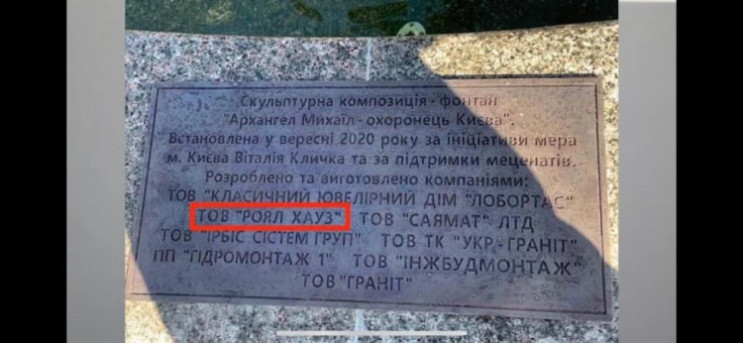 Скульптурна композиція - фонтан
"Архангел Михаїл - охоронець Києва".
Встановлена у вересні 2020 року за ініціативи мера
м. Києва Віталія Кличка та за підтримки меценатів.
Розроблено та виготовлено компаніями:
ТОВ "КЛАСИЧНИЙ ЮВЕЛІРНИЙ ДІМ "ЛОБОРТАС"
ТОВ "РОЯЛ ХАУЗ" ТОВ "САЯМАТ" ЛТД
ТОВ "ІРБІС СІСТЕМ ГРУП" ТОВ ТК "УКР-ГРАНІТ"
ПП "ГІДРОМОНТАЖ 1" ТОВ "ІНЖБУДМОНТАЖ"
ТОВ "ГРАНІТ"